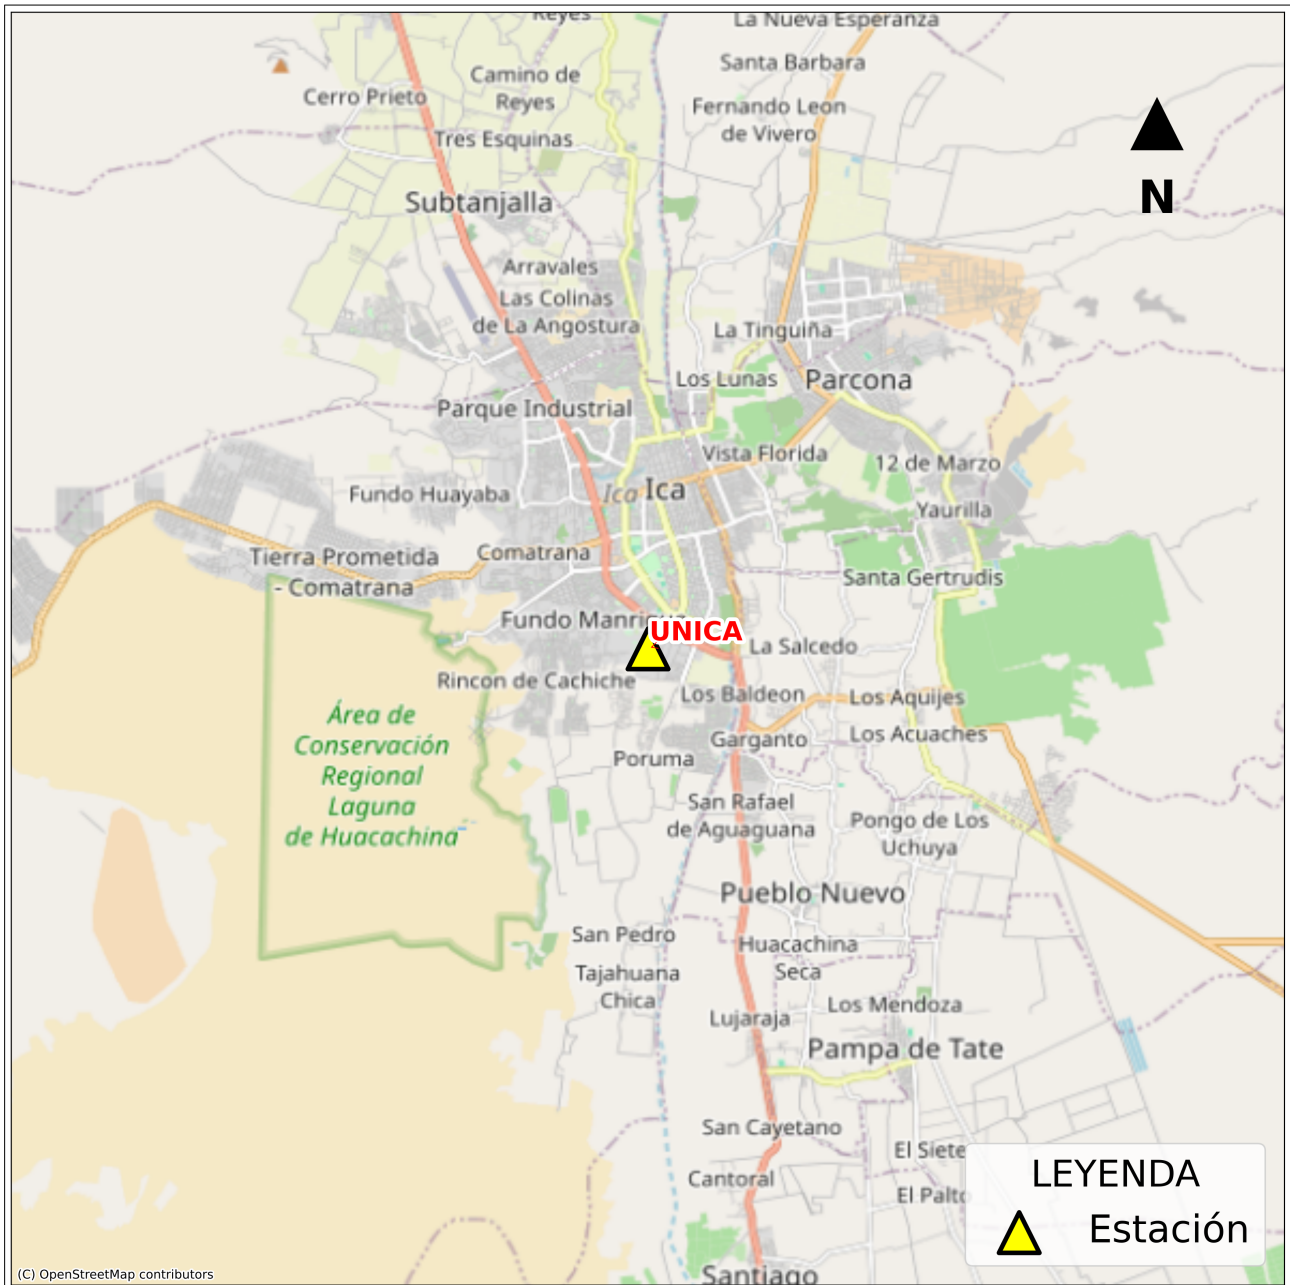 Reyes
La Nueva Esperanza
Santa Barbara
Camino de
Reyes
Cerro Prieto
Fernando Leon
de Vivero
Tres Esquinas
N
Subtanjalla
Arravales
Las Colinas
de La Angostura
La Tinguiña
Los Lunas
Parcona
Parque Industrial
Vista Florida
12 de Marzo
Fundo Huayaba
Ica
Ica
Yaurilla
Tierra Prometida
- Comatrana
Comatrana
Santa Gertrudis
Fundo Manrique
UNICA
La Salcedo
Rincon de Cachiche
Los Baldeon
Los Aquijes
Área de
Conservación
Regional
Laguna
de Huacachina
Garganto
Los Acuaches
Poruma
San Rafael
de Aguaguana
Pongo de Los
Uchuya
Pueblo Nuevo
San Pedro
Huacachina
Seca
Tajahuana
Chica
Los Mendoza
Lujaraja
Pampa de Tate
San Cayetano
El Siete
Cantoral
El Palto
LEYENDA
Estación
Santiago
(C) OpenStreetMap contributors